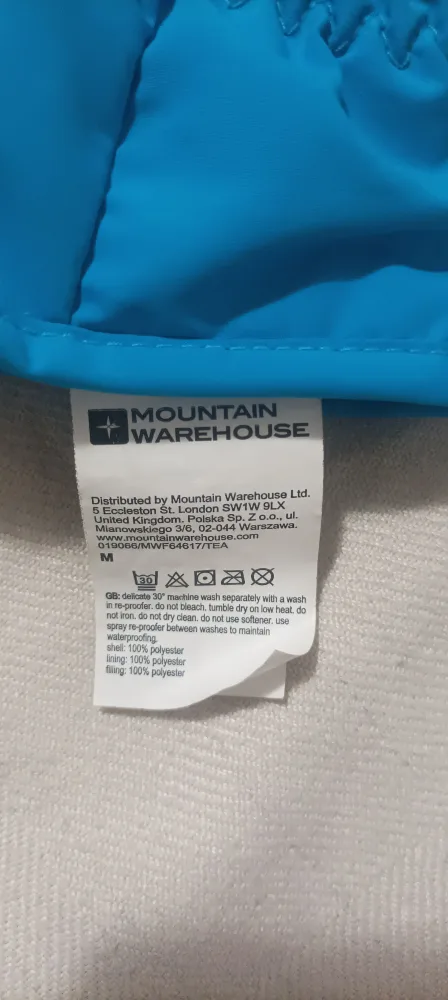 MOUNTAIN
WAREHOUSE
Distributed by Mountain Warehouse Ltd.
5 Eccleston St. London SW1W 9LX
United Kingdom. Polska Sp. Z o.o., ul.
Mianowskiego 3/6, 02-044 Warszawa.
www.mountainwarehouse.com
019066/MWF64617/TEA
M
30
GB: delicate 30° machine wash separately with a wash
in re-proofer. do not bleach. tumble dry on low heat. do
not iron. do not dry clean. do not use softener. use
spray re-proofer between washes to maintain
waterproofing.
shell: 100% polyester
lining: 100% polyester
filling: 100% polyester